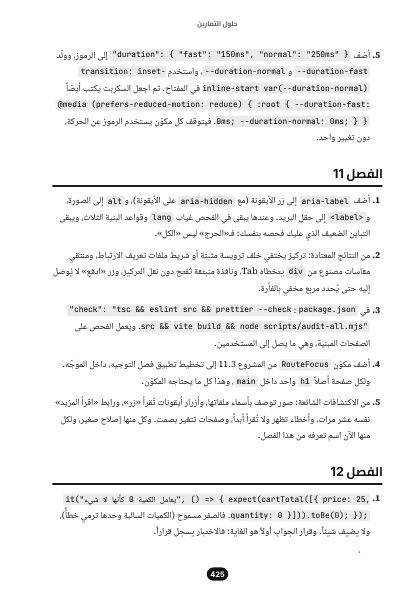 حلول التمارين
5. أضف "duration": { "fast": "150ms", "normal": "250ms" } إلى الرموز، وولّد
--duration-fast و --duration-normal، واستخدم transition: inset-
inline-start var(--duration-normal) في المفتاح. ثم اجعل السكربت يكتب أيضاً
@media (prefers-reduced-motion: reduce) { :root { --duration-fast:
0ms; --duration-normal: 0ms; } }. فيتوقف كل مكوّن يستخدم الرموز عن الحركة،
دون تغيير واحد.
الفصل 11
1. أضف aria-label إلى زر الأيقونة (مع aria-hidden على الأيقونة)، و alt إلى الصورة،
و <label> إلى حقل البريد. وعندها يبقى في الفحص غياب lang وقواعد البنية الثلاث، ويبقى
التباين الضعيف الذي عليك فحصه بنفسك: فـ«الحرج» ليس «الكل».
2. من النتائج المعتادة: تركيز يختفي خلف ترويسة مثبتة أو شريط ملفات تعريف الارتباط، ومنتقي
مقاسات مصنوع من div يتخطاه Tab، ونافذة منبثقة تُفتح دون نقل التركيز، وزر «ادفع» لا يُوصل
إليه حتى يُحدد مربع مخفي بالفأرة.
3. في package.json: "check": "tsc && eslint src && prettier --check
src && vite build && node scripts/audit-all.mjs". ويعمل الفحص على
الصفحات المبنية، وهي ما يصل إلى المستخدمين.
4. أضف مكوّن RouteFocus من المشروع 11.3 إلى تخطيط تطبيق فصل التوجيه، داخل الموجّه.
ولكل صفحة أصلاً h1 واحد داخل main، وهذا كل ما يحتاجه المكوّن.
5. من الاكتشافات الشائعة: صور توصف بأسماء ملفاتها، وأزرار أيقونات تُقرأ «زر»، ورابط «اقرأ المزيد»
نفسه عشر مرات، وأخطاء تظهر ولا تُقرأ أبداً، وصفحات تتغير بصمت. وكل منها إصلاح صغير، ولكل
منها الآن اسم تعرفه من هذا الفصل.
الفصل 12
1. it("يعامل الكمية 0 كأنها لا شيء", () => { expect(cartTotal([{ price: 25,
quantity: 0 }])).toBe(0); });. فالصفر مسموح (الكميات السالبة وحدها ترمي خطأً)،
ولا يضيف شيئاً. وقرار الجواب أولاً هو الغاية: فالاختبار يسجل قراراً.
425